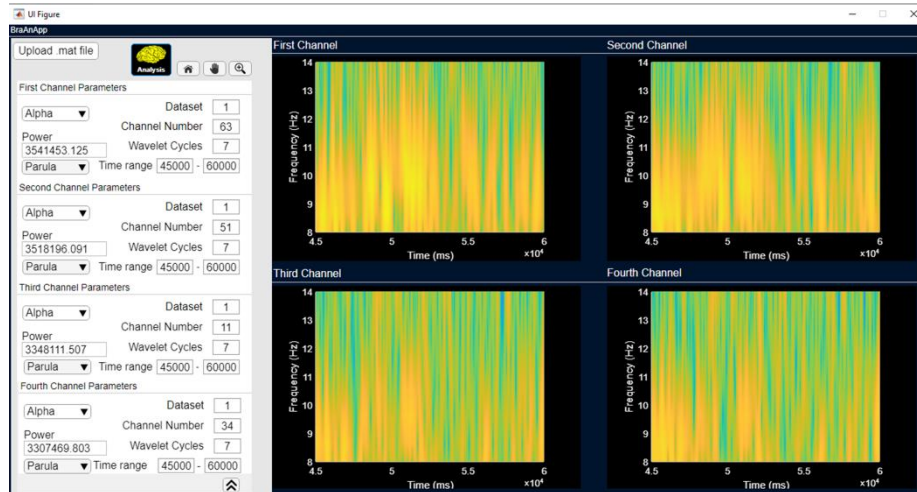 UI Figure
BraAnApp
Upload .mat file
Analysis
First Channel Parameters
Alpha
Dataset 1
Channel Number 63
Power
Wavelet Cycles 7
3541453.125
Parula
Time range 45000 - 60000
Second Channel Parameters
Alpha
Dataset 1
Channel Number 51
Power
Wavelet Cycles 7
3518196.091
Parula
Time range 45000 - 60000
Third Channel Parameters
Alpha
Dataset 1
Channel Number 11
Power
Wavelet Cycles 7
3348111.507
Parula
Time range 45000 - 60000
Fourth Channel Parameters
Alpha
Dataset 1
Channel Number 34
Power
Wavelet Cycles 7
3307469.803
Parula
Time range 45000 - 60000
First Channel
14
13
12
11
10
9
8
Frequency (Hz)
4.5 5 5.5 6
Time (ms) ×10⁴
Second Channel
14
13
12
11
10
9
8
Frequency (Hz)
4.5 5 5.5 6
Time (ms) ×10⁴
Third Channel
14
13
12
11
10
9
8
Frequency (Hz)
4.5 5 5.5 6
Time (ms) ×10⁴
Fourth Channel
14
13
12
11
10
9
8
Frequency (Hz)
4.5 5 5.5 6
Time (ms) ×10⁴